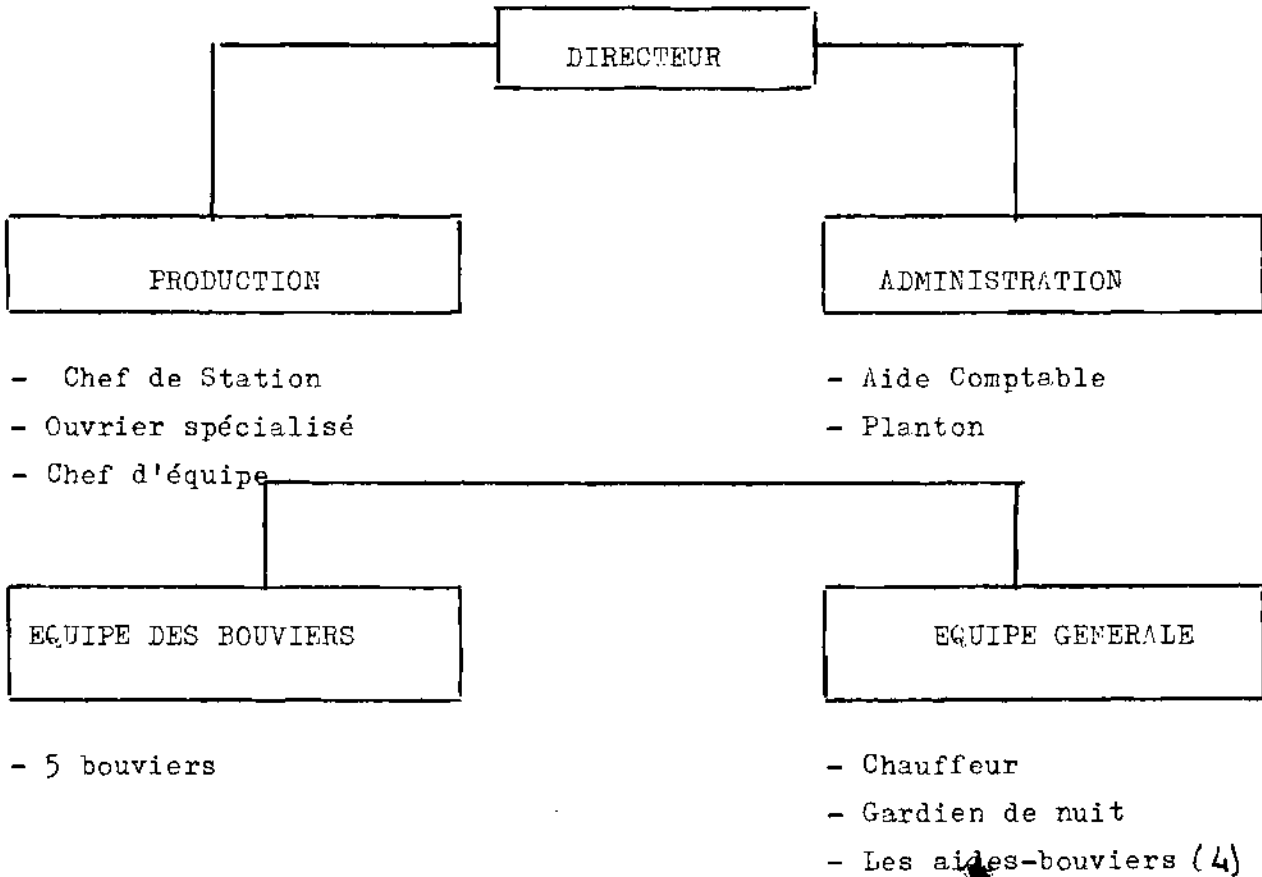 DIRECTEUR
PRODUCTION
ADMINISTRATION
- Chef de Station
- Ouvrier spécialisé
- Chef d'équipe
- Aide Comptable
- Planton
EQUIPE DES BOUVIERS
EQUIPE GENERALE
- 5 bouviers
- Chauffeur
- Gardien de nuit
- Les aides-bouviers (4)